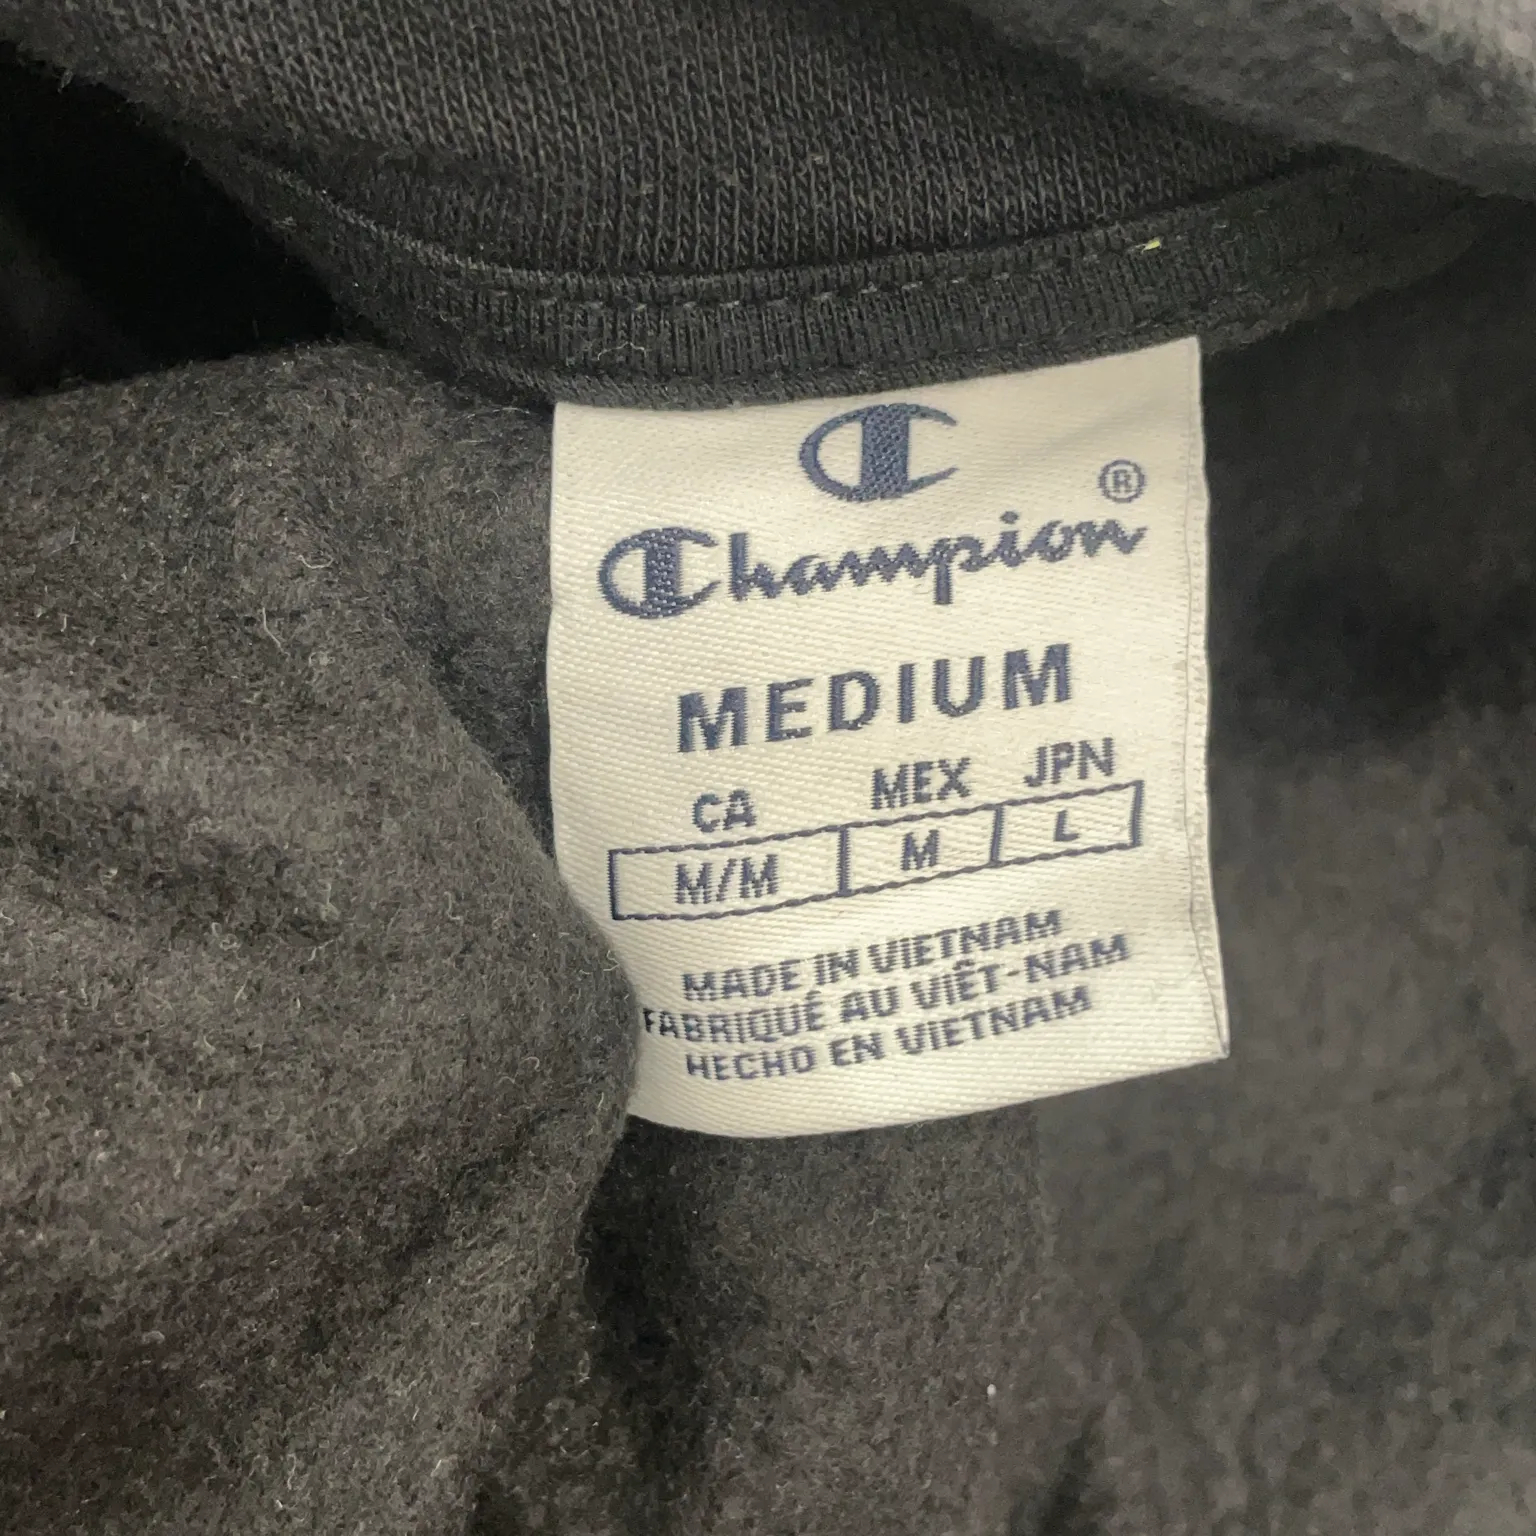 C
Champion®
MEDIUM
CA MEX JPN
M/M M L
MADE IN VIETNAM
FABRIQUÉ AU VIÊT-NAM
HECHO EN VIETNAM